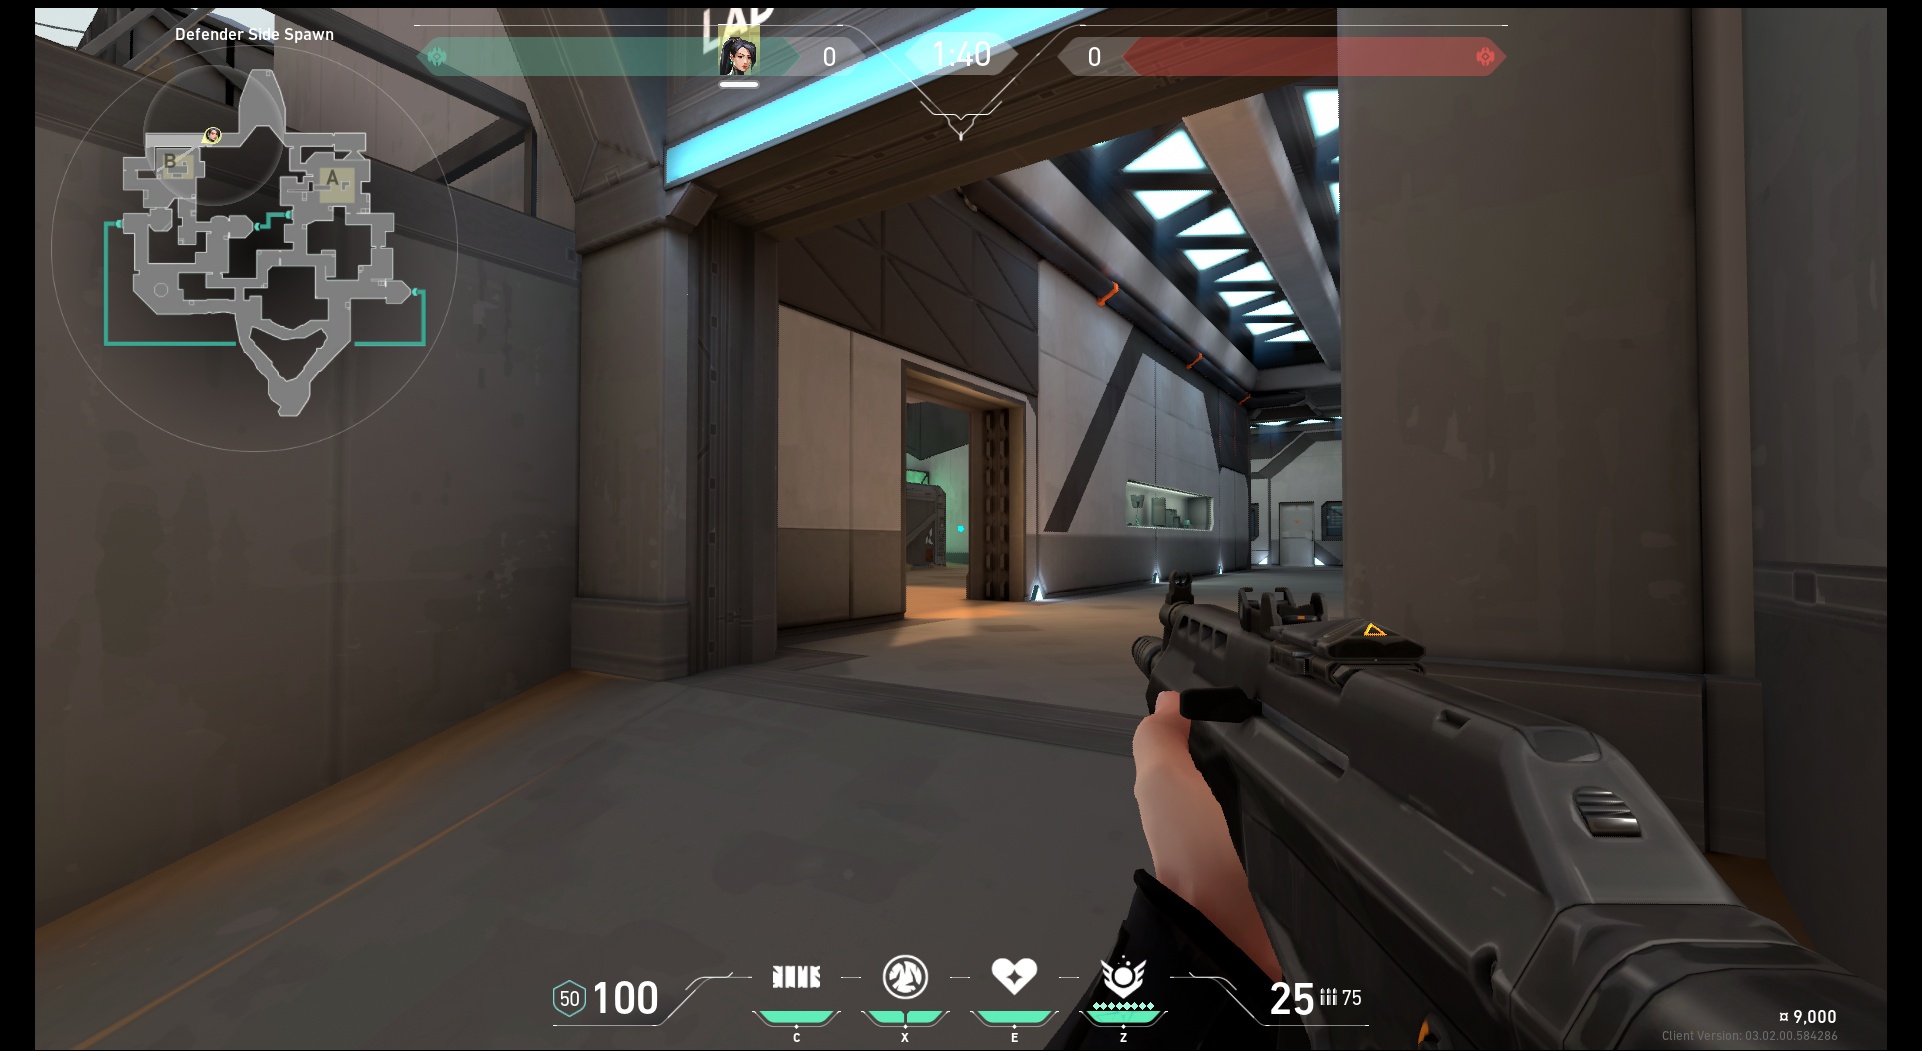 LAB
Defender Side Spawn
0
1:40
0
B
A
50
100
C
X
E
Z
25
75
¤ 9,000
Client Version: 03.02.00.584286